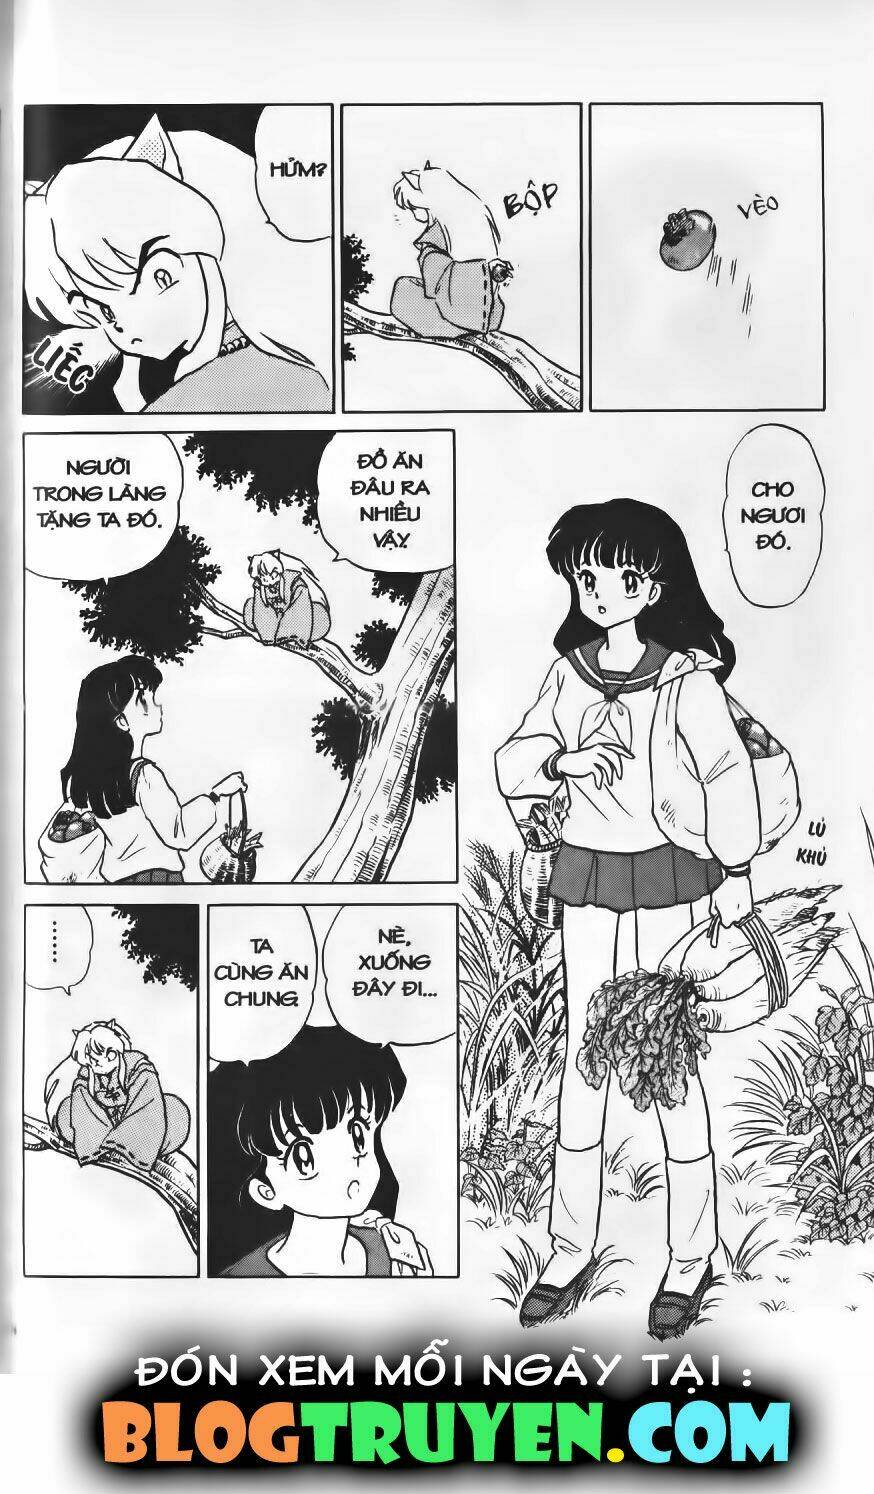 VÈO
BỘP
HỬM?
LIẾC
CHO
NGƯƠI
ĐÓ.
LỦ
KHỦ
ĐỒ ĂN
ĐÂU RA
NHIỀU
VẬY.
NGƯỜI
TRONG LÀNG
TẶNG TA ĐÓ.
NÈ,
XUỐNG
ĐÂY ĐI...
TA
CÙNG ĂN
CHUNG.
......
ĐÓN XEM MỖI NGÀY TẠI :
BLOGTRUYEN.COM